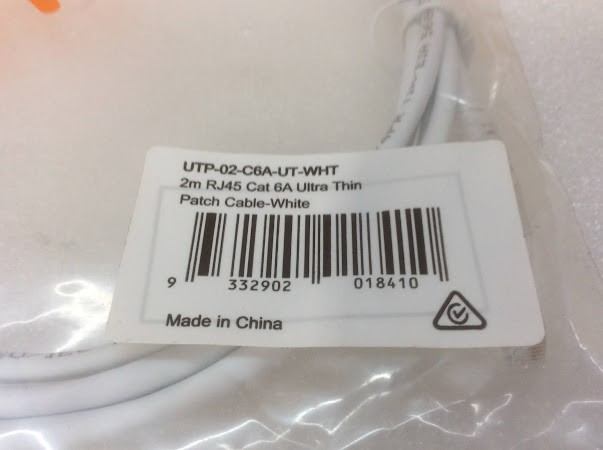 UTP-02-C6A-UT-WHT
2m RJ45 Cat 6A Ultra Thin
Patch Cable-White
9 332902 018410
Made in China